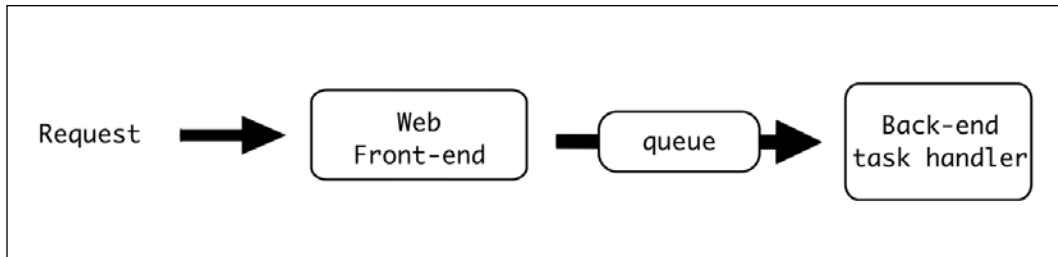 Request
Web
Front-end
queue
Back-end
task handler